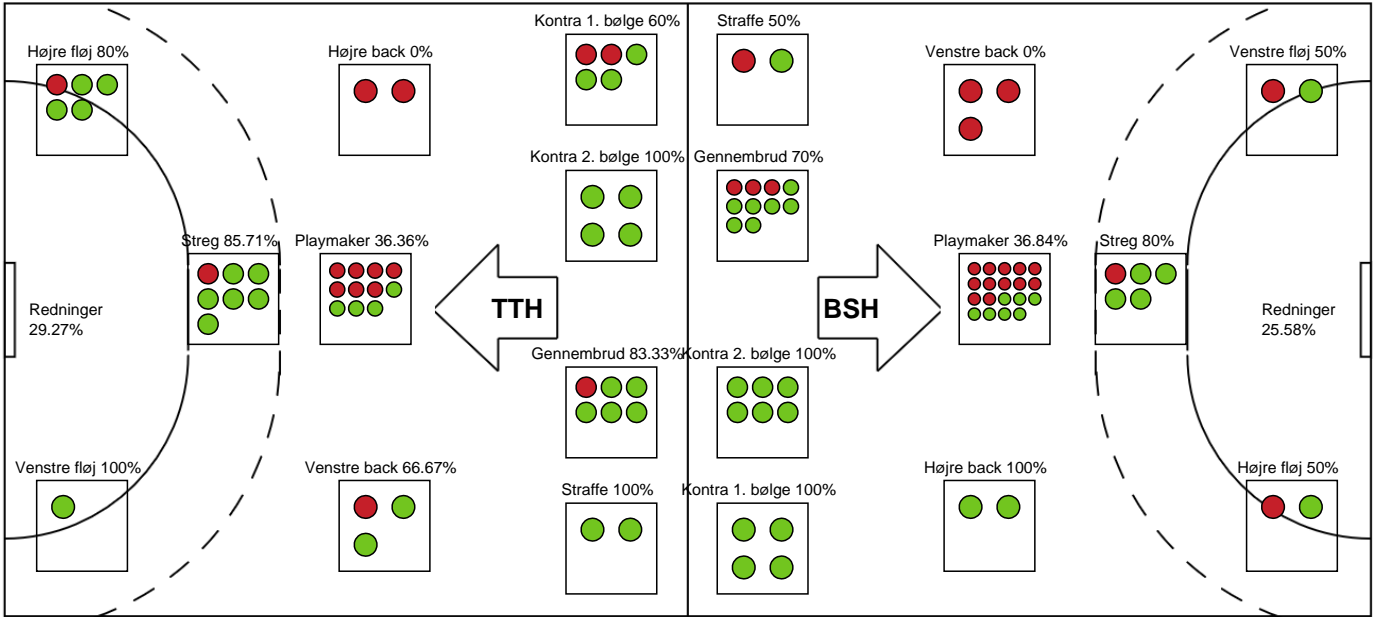 Kontra 1. bølge 60%
Straffe 50%
Højre fløj 80%
Højre back 0%
Venstre back 0%
Venstre fløj 50%
Kontra 2. bølge 100%
Gennembrud 70%
Streg 85.71%
Playmaker 36.36%
Playmaker 36.84%
Streg 80%
Redninger
29.27%
TTH
BSH
Redninger
25.58%
Gennembrud 83.33%
Kontra 2. bølge 100%
Venstre fløj 100%
Venstre back 66.67%
Straffe 100%
Kontra 1. bølge 100%
Højre back 100%
Højre fløj 50%